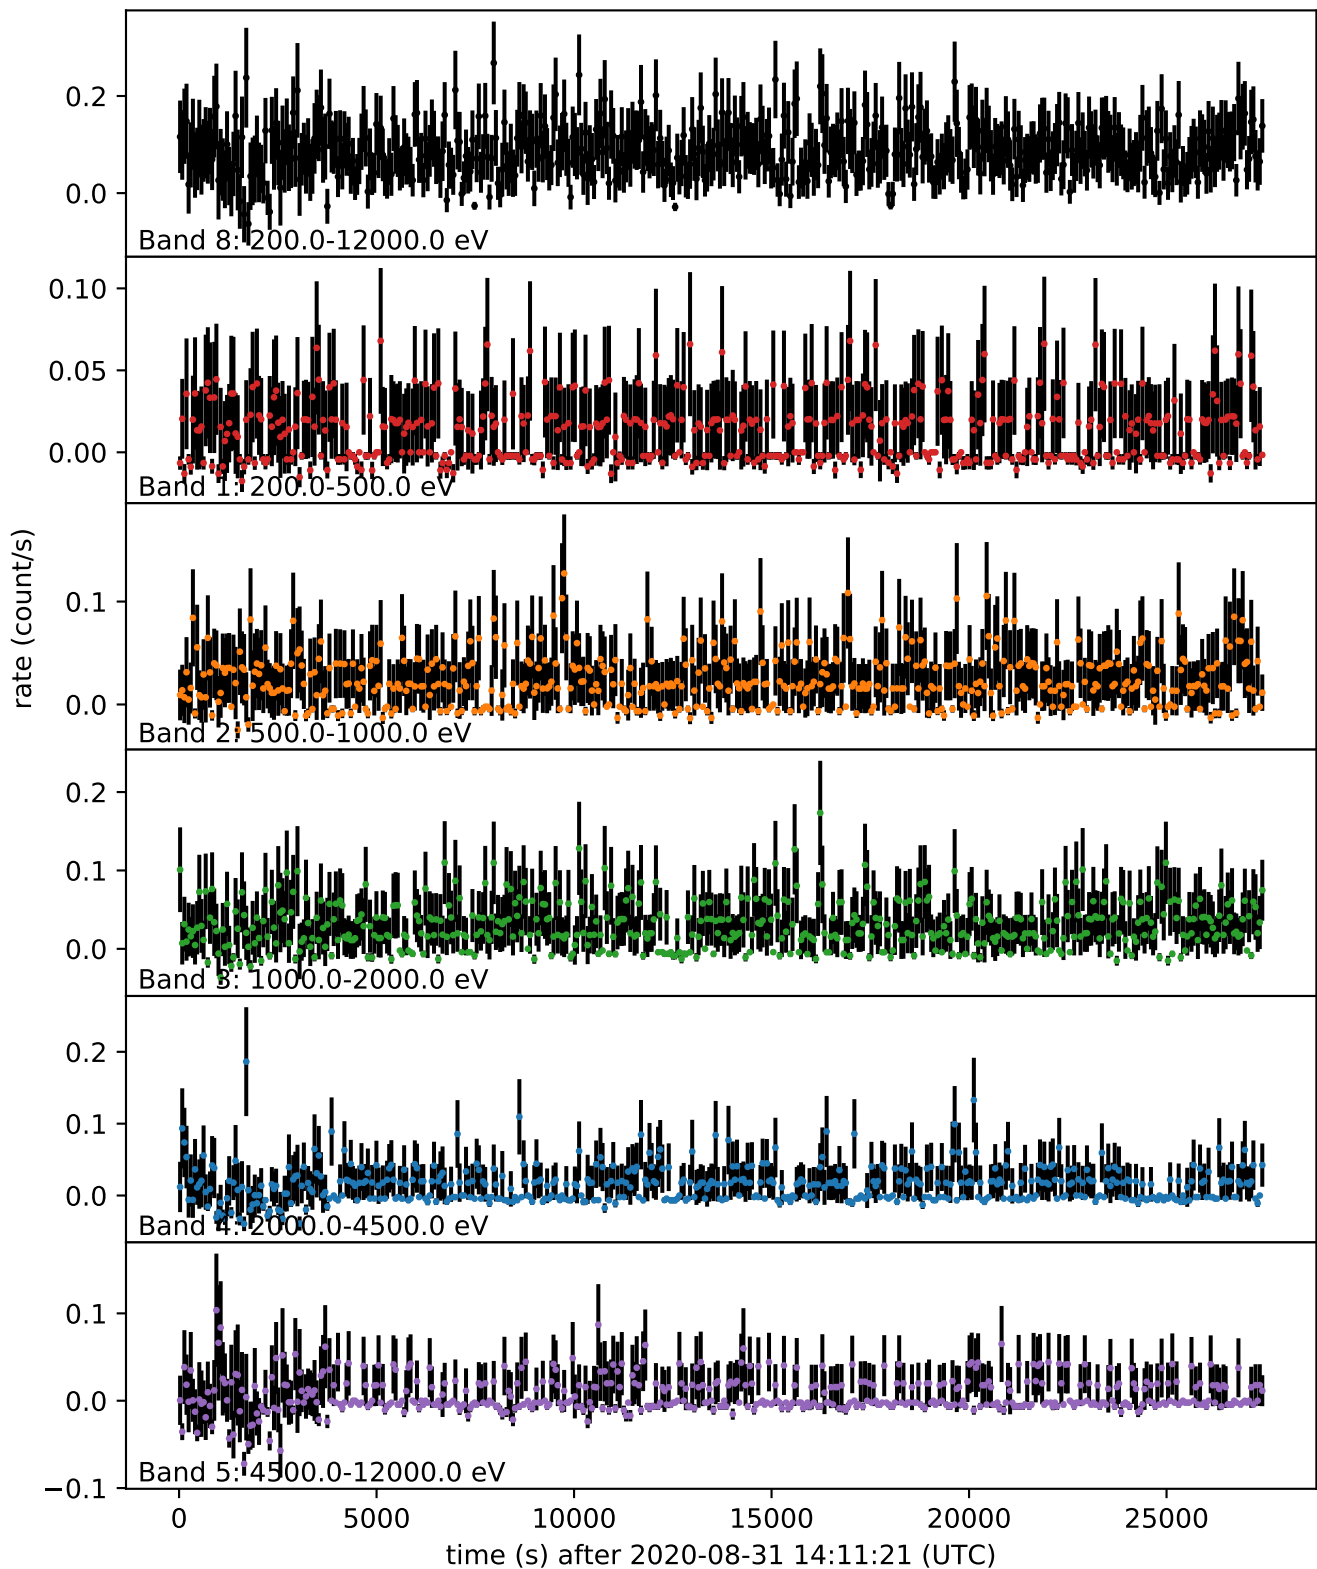 0.2
0.0
Band 8: 200.0-12000.0 eV
0.10
0.05
0.00
Band 1: 200.0-500.0 eV
rate (count/s)
0.1
0.0
Band 2: 500.0-1000.0 eV
0.2
0.1
0.0
Band 3: 1000.0-2000.0 eV
0.2
0.1
0.0
Band 4: 2000.0-4500.0 eV
0.1
0.0
−0.1
Band 5: 4500.0-12000.0 eV
0 5000 10000 15000 20000 25000
time (s) after 2020-08-31 14:11:21 (UTC)